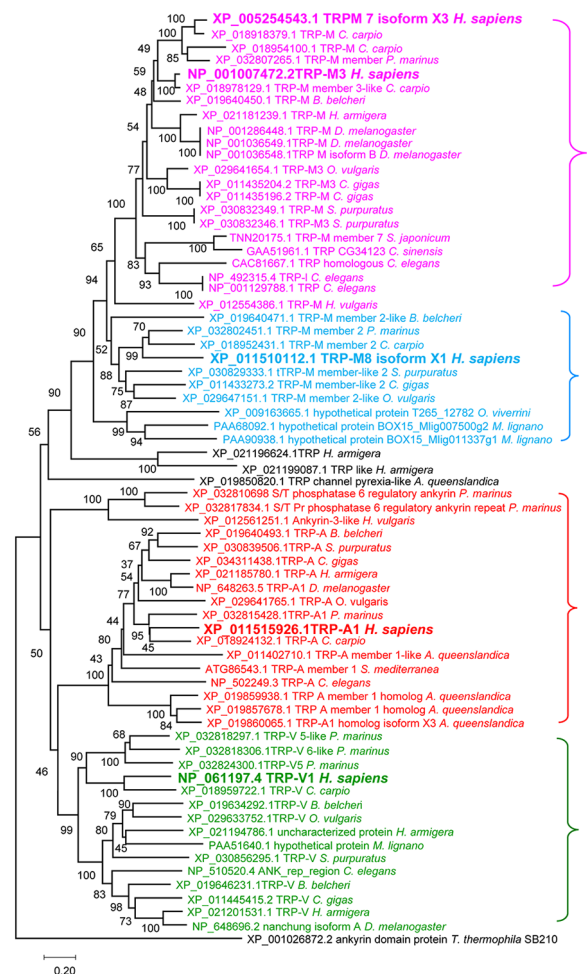 100
XP_005254543.1 TRPM 7 isoform X3 H. sapiens
100
XP_018918379.1 TRP-M C. carpio
49
XP_018954100.1 TRP-M C. carpio
85
XP_032807265.1 TRP-M member P. marinus
59
100
NP_001007472.2TRP-M3 H. sapiens
48
XP_018978129.1 TRP-M member 3-like C. carpio
XP_019640450.1 TRP-M B. belcheri
XP_021181239.1 TRP-M H. armigera
54
NP_001286448.1 TRP-M D. melanogaster
NP_001036549.1TRP-M D. melanogaster
100
NP_001036548.1TRP M isoform B D. melanogaster
77
XP_029641654.1 TRP-M3 O. vulgaris
XP_011435204.2 TRP-M3 C. gigas
100
XP_011435196.2 TRP-M C. gigas
100
XP_030832349.1 TRP-M S. purpuratus
100
XP_030832346.1 TRP-M3 S. purpuratus
TNN20175.1 TRP-M member 7 S. japonicum
65
100
GAA51961.1 TRP CG34123 C. sinensis
83
CAC81667.1 TRP homologous C. elegans
94
93
NP_492315.4 TRP-I C. elegans
100
NP_001129788.1 TRP C. elegans
XP_012554386.1 TRP-M H. vulgaris
XP_019640471.1 TRP-M member 2-like B. belcheri
90
70
XP_032802451.1 TRP-M member 2 P. marinus
XP_018952431.1 TRP-M member 2 C. carpio
52
99
XP_011510112.1 TRP-M8 isoform X1 H. sapiens
88
XP_030829333.1 tTRP-M member-like 2 S. purpuratus
XP_011433273.2 TRP-M member-like 2 C. gigas
75
XP_029647151.1 TRP-M member 2-like O. vulgaris
90
87
XP_009163665.1 hypothetical protein T265_12782 O. viverrini
99
PAA68092.1 hypothetical protein BOX15_Mlig007500g2 M. lignano
94
PAA90938.1 hypothetical protein BOX15_Mlig011337g1 M. lignano
56
XP_021196624.1TRP H. armigera
100
XP_021199087.1 TRP like H. armigera
XP_019850820.1 TRP channel pyrexia-like A. queenslandica
100
XP_032810698 S/T phosphatase 6 regulatory ankyrin P. marinus
XP_032817834.1 S/T Pr phosphatase 6 regulatory ankyrin repeat P. marinus
100
XP_012561251.1 Ankyrin-3-like H. vulgaris
92
XP_019640493.1TRP-A B. belcheri
67
XP_030839506.1TRP-A S. purpuratus
37
XP_034311438.1TRP-A C. gigas
54
XP_021185780.1TRP-A H. armigera
100
NP_648263.5TRP-A1 D. melanogaster
77
XP_029641765.1TRP-A O. vulgaris
44
XP_032815428.1TRP-A1 P. marinus
50
95
XP_011515926.1TRP-A1 H. sapiens
80
45
XP_018924132.1TRP-A C. carpio
43
XP_011402710.1TRP-A member 1-like A. queenslandica
100
ATG86543.1 TRP-A member 1 S. mediterranea
NP_502249.3 TRP-A C. elegans
XP_019859938.1 TRP A member 1 homolog A. queenslandica
100
XP_019857678.1 TRP A member 1 homolog A. queenslandica
84
XP_019860065.1 TRP-A1 homolog isoform X3 A. queenslandica
68
XP_032818297.1 TRP-V 5-like P. marinus
90
XP_032818306.1 TRP-V 6-like P. marinus
100
XP_032824300.1 TRP-V5 P. marinus
46
NP_061197.4 TRP-V1 H. sapiens
100
XP_018959722.1 TRP-V C. carpio
90
XP_019634292.1TRP-V B. belcheri
99
79
XP_029633752.1TRP-V O. vulgaris
80
XP_021194786.1 uncharacterized protein H. armigera
45
PAA51640.1 hypothetical protein M. lignano
XP_030856295.1 TRP-V S. purpuratus
100
NP_510520.4 ANK_rep_region C. elegans
83
XP_019646231.1TRP-V B. belcheri
98
XP_011445415.2 TRP-V C. gigas
73
XP_021201531.1 TRP-V H. armigera
100
NP_648696.2 nanchung isoform A D. melanogaster
XP_001026872.2 ankyrin domain protein T. thermophila SB210
0.20